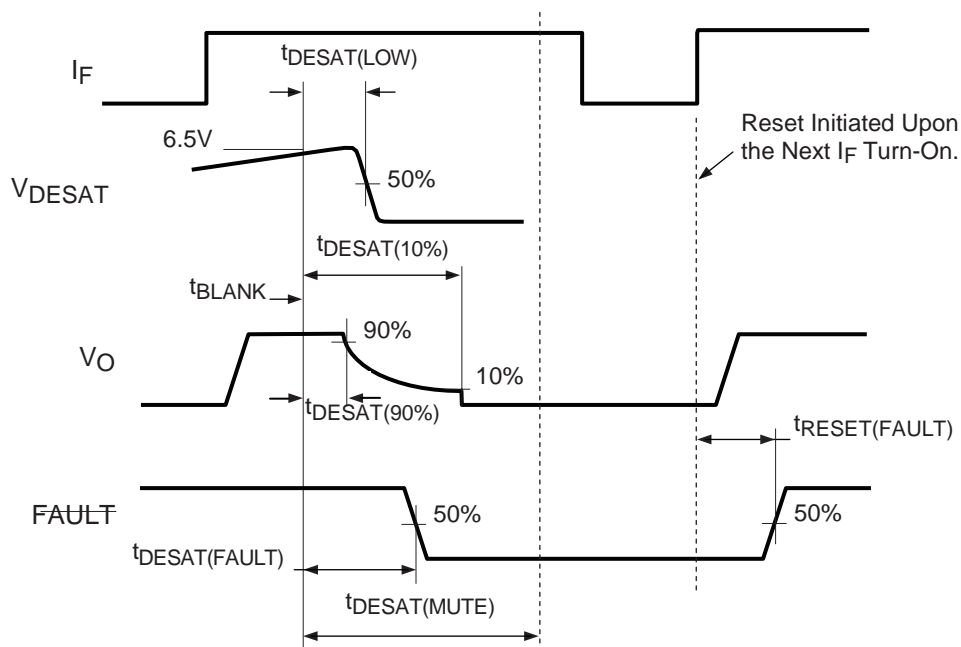 tDESAT(LOW)
IF
6.5V
Reset Initiated Upon
the Next IF Turn-On.
50%
VDESAT
tDESAT(10%)
tBLANK
90%
VO
10%
tDESAT(90%)
tRESET(FAULT)
FAULT
50%
50%
tDESAT(FAULT)
tDESAT(MUTE)